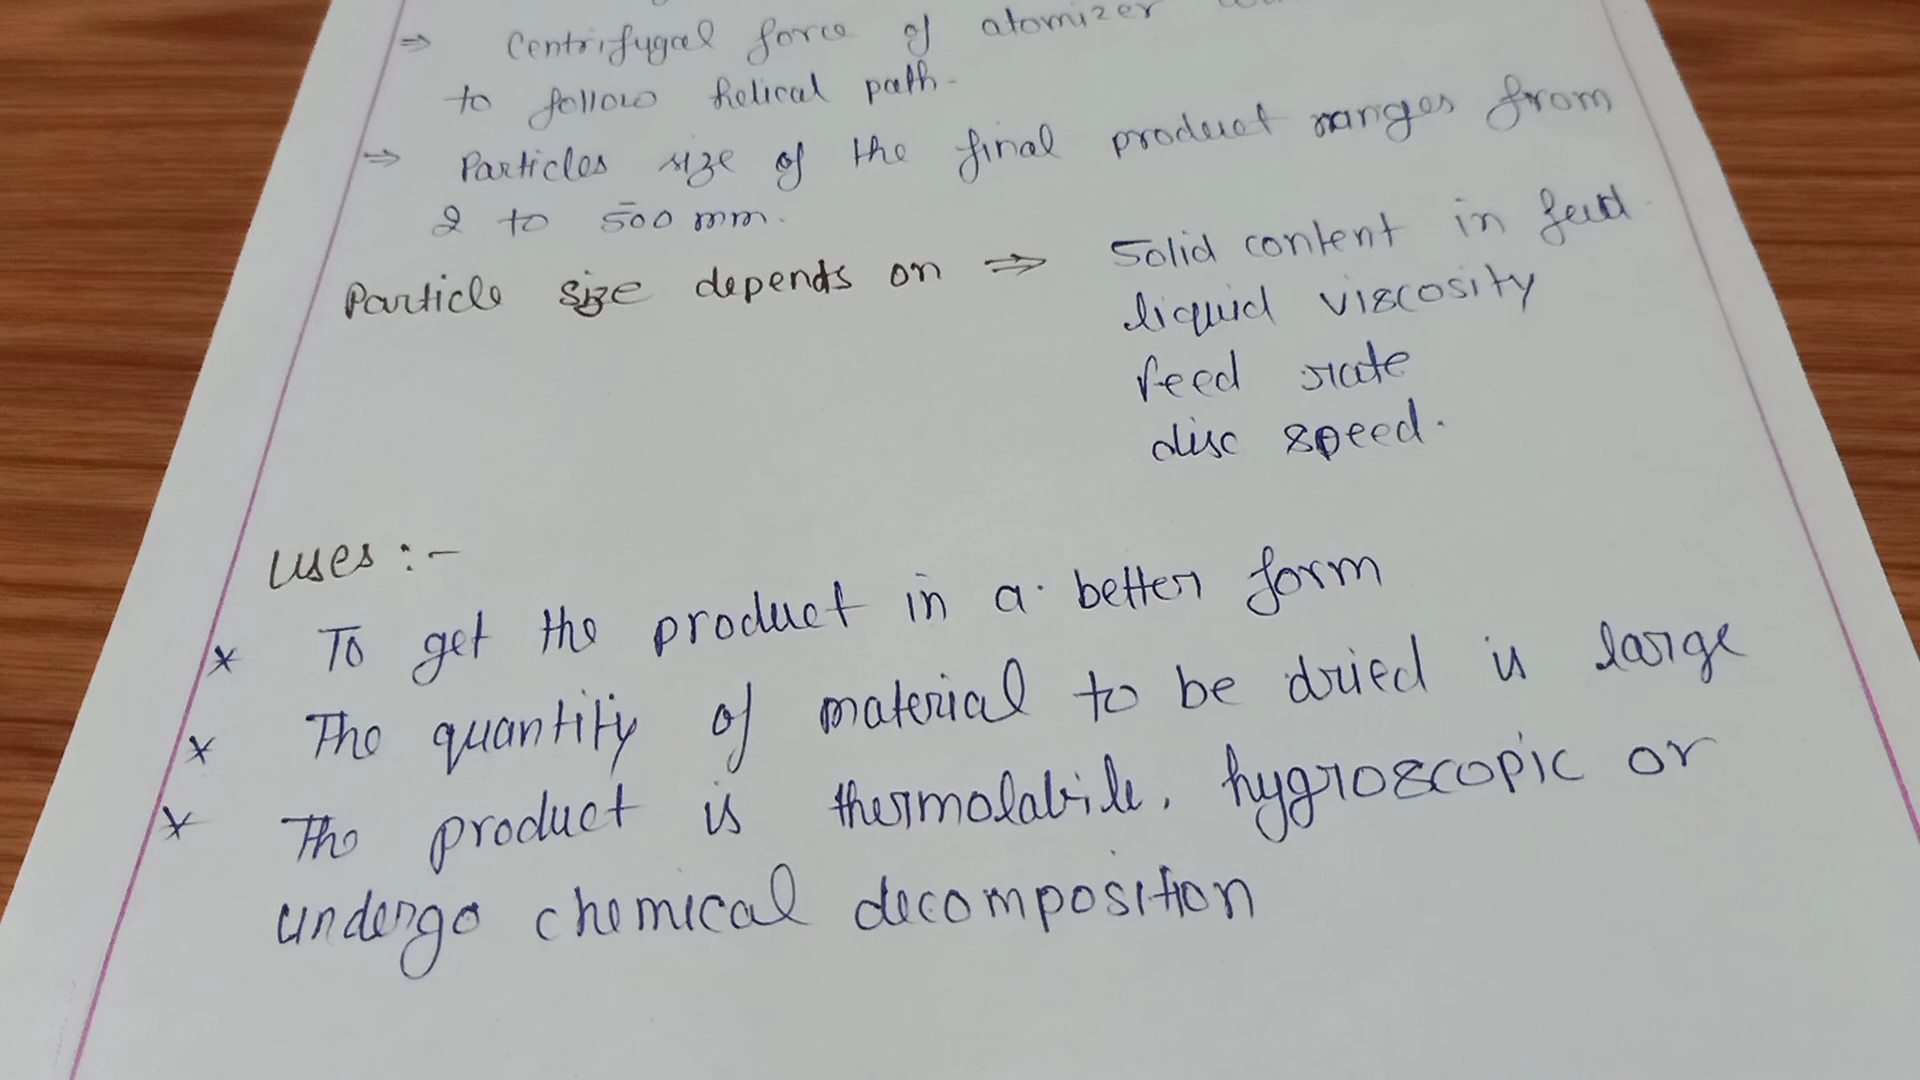 ⇒ Centrifugal force of atomizer
to follow helical path.
⇒ Particles size of the final product ranges from
2 to 500 mm.
Particle size depends on ⇒ Solid content in feed
liquid viscosity
feed rate
disc speed.
Uses :-
* To get the product in a better form
* The quantity of material to be dried is large
* The product is thermolabile, hygroscopic or
undergo chemical decomposition